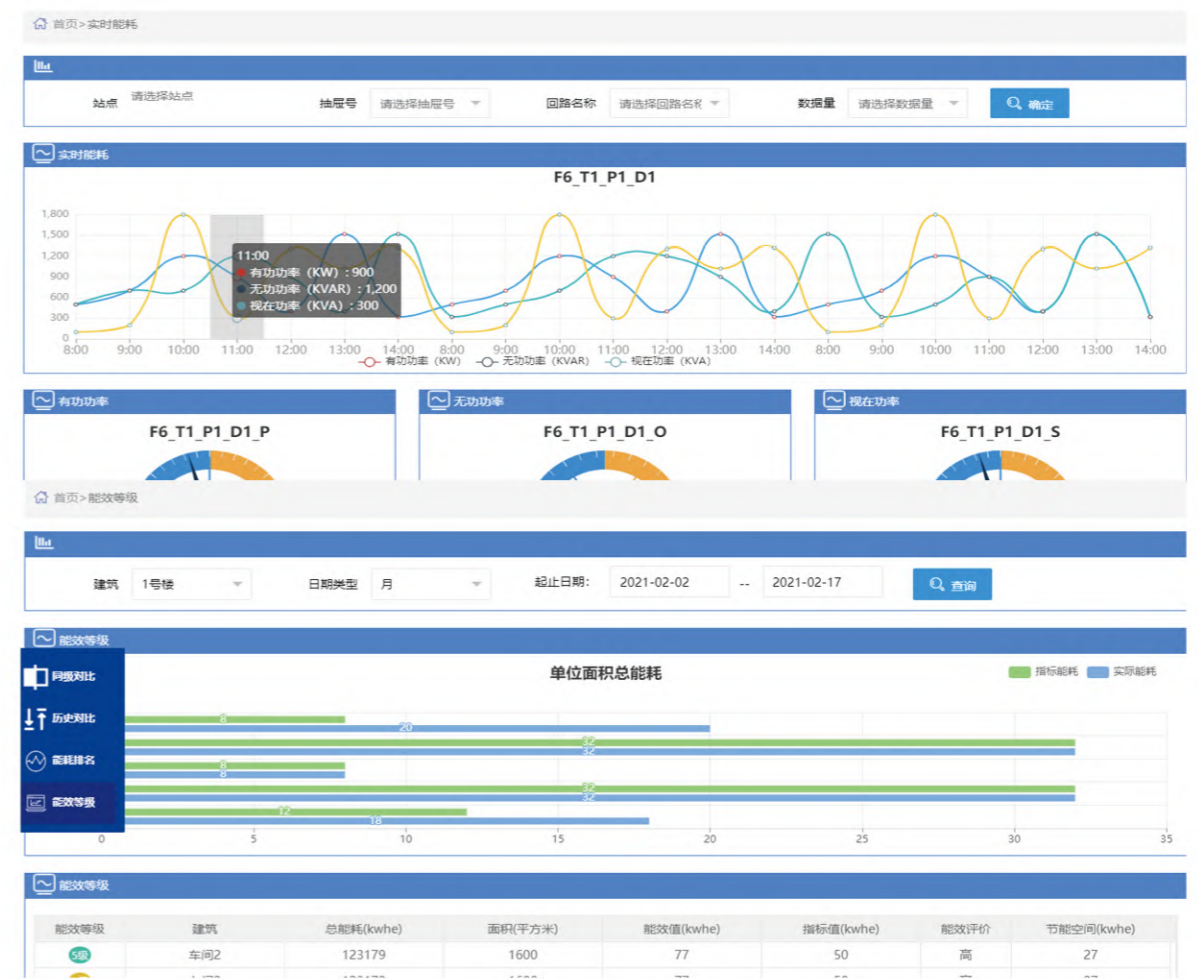 首页>实时能耗
站点 请选择站点 抽屉号 请选择抽屉号 回路名称 请选择回路名称 数据量 请选择数据量 确定
实时能耗
F6_T1_P1_D1
1,800
1,500
1,200
900
600
300
0
11:00
有功功率（KW）: 900
无功功率（KVAR）: 1,200
视在功率（KVA）: 300
8:00 9:00 10:00 11:00 12:00 13:00 14:00 8:00 9:00 10:00 11:00 12:00 13:00 14:00 8:00 9:00 10:00 11:00 12:00 13:00 14:00
有功功率（KW） 无功功率（KVAR） 视在功率（KVA）
有功功率 无功功率 视在功率
F6_T1_P1_D1_P F6_T1_P1_D1_O F6_T1_P1_D1_S
首页>能效等级
建筑 1号楼 日期类型 月 起止日期: 2021-02-02 -- 2021-02-17 查询
能效等级
同级对比
历史对比
能耗排名
能效等级
单位面积总能耗
指标能耗 实际能耗
8
20
32
32
8
8
32
32
12
18
0 5 10 15 20 25 30 35
能效等级
能效等级 建筑 总能耗(kwhe) 面积(平方米) 能效值(kwhe) 指标值(kwhe) 能效评价 节能空间(kwhe)
5级 车间2 123179 1600 77 50 高 27